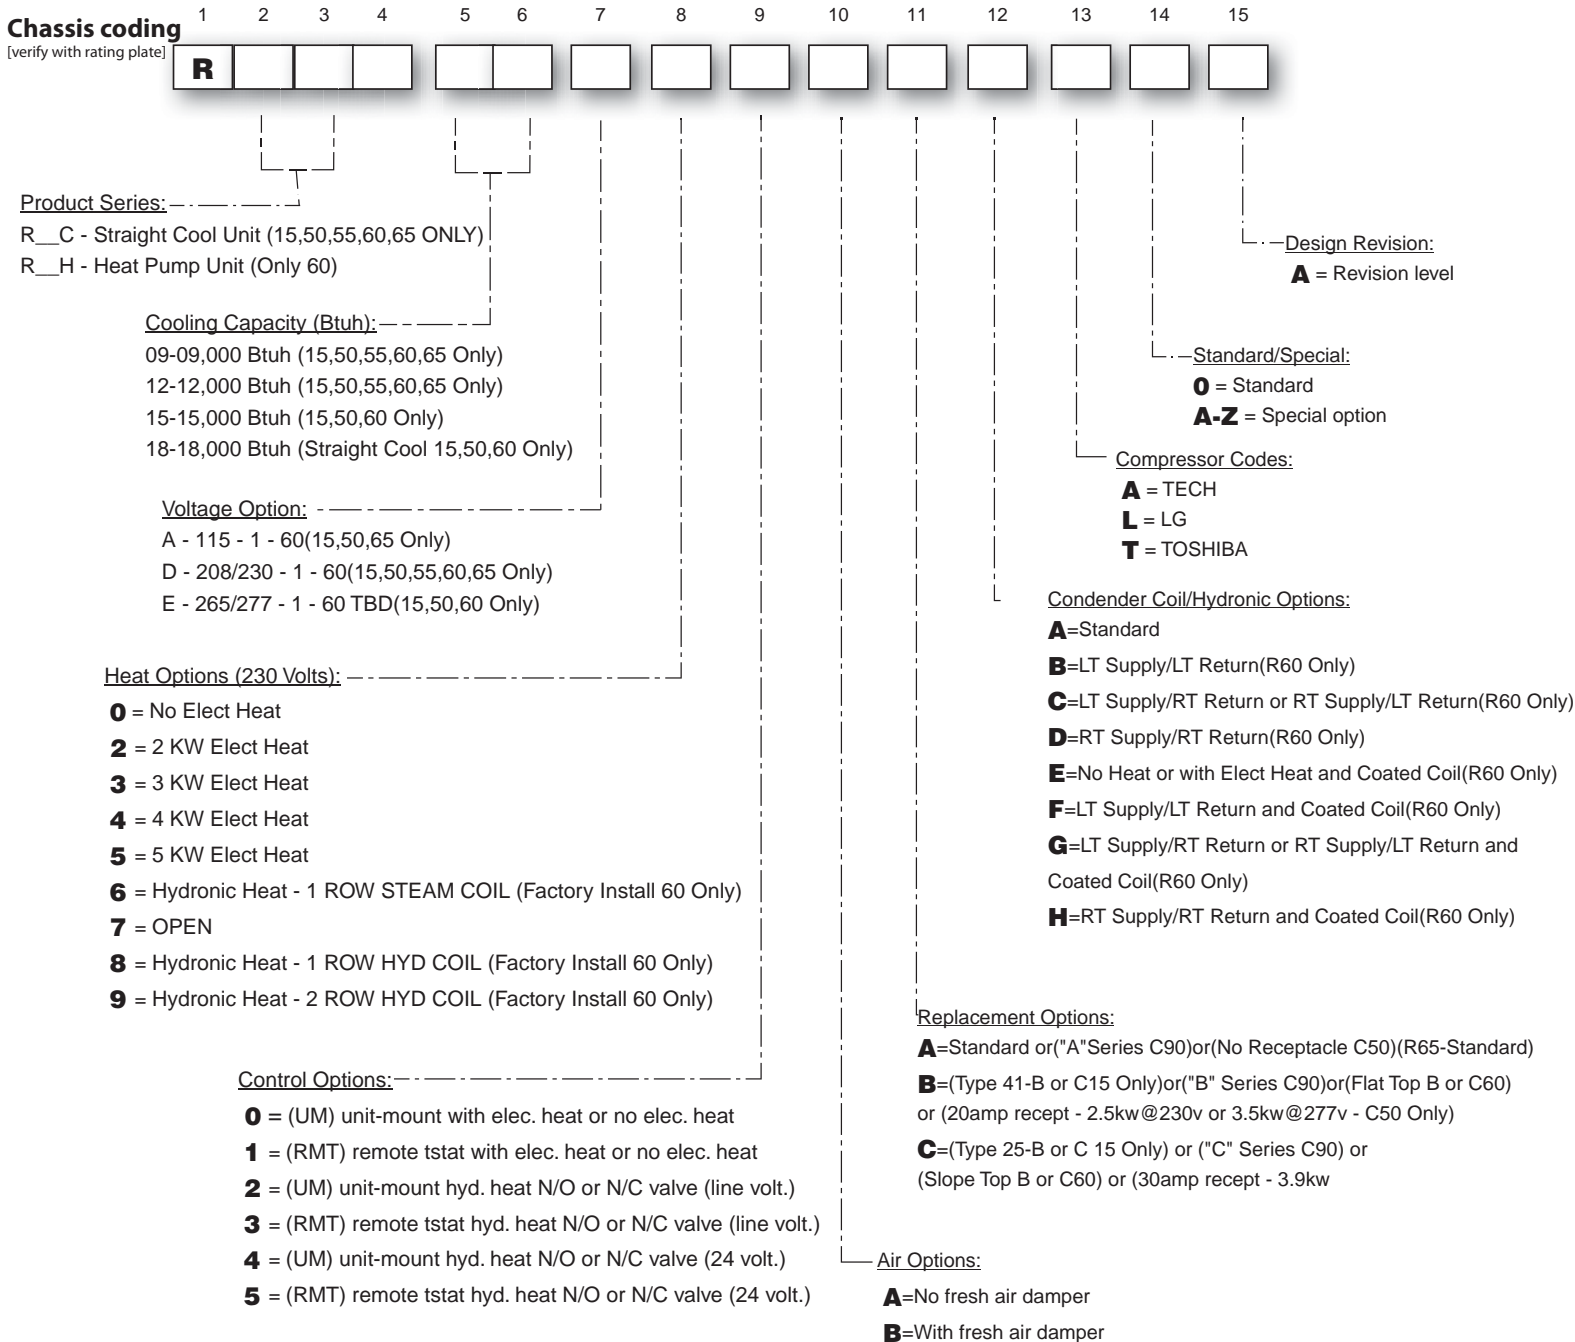 Chassis coding
[verify with rating plate]
1 2 3 4 5 6 7 8 9 10 11 12 13 14 15
R
Product Series:
R__C - Straight Cool Unit (15,50,55,60,65 ONLY)
R__H - Heat Pump Unit (Only 60)
Cooling Capacity (Btuh):
09-09,000 Btuh (15,50,55,60,65 Only)
12-12,000 Btuh (15,50,55,60,65 Only)
15-15,000 Btuh (15,50,60 Only)
18-18,000 Btuh (Straight Cool 15,50,60 Only)
Voltage Option:
A - 115 - 1 - 60(15,50,65 Only)
D - 208/230 - 1 - 60(15,50,55,60,65 Only)
E - 265/277 - 1 - 60 TBD(15,50,60 Only)
Heat Options (230 Volts):
0 = No Elect Heat
2 = 2 KW Elect Heat
3 = 3 KW Elect Heat
4 = 4 KW Elect Heat
5 = 5 KW Elect Heat
6 = Hydronic Heat - 1 ROW STEAM COIL (Factory Install 60 Only)
7 = OPEN
8 = Hydronic Heat - 1 ROW HYD COIL (Factory Install 60 Only)
9 = Hydronic Heat - 2 ROW HYD COIL (Factory Install 60 Only)
Control Options:
0 = (UM) unit-mount with elec. heat or no elec. heat
1 = (RMT) remote tstat with elec. heat or no elec. heat
2 = (UM) unit-mount hyd. heat N/O or N/C valve (line volt.)
3 = (RMT) remote tstat hyd. heat N/O or N/C valve (line volt.)
4 = (UM) unit-mount hyd. heat N/O or N/C valve (24 volt.)
5 = (RMT) remote tstat hyd. heat N/O or N/C valve (24 volt.)
Air Options:
A=No fresh air damper
B=With fresh air damper
Replacement Options:
A=Standard or("A"Series C90)or(No Receptacle C50)(R65-Standard)
B=(Type 41-B or C15 Only)or("B" Series C90)or(Flat Top B or C60)
or (20amp recept - 2.5kw@230v or 3.5kw@277v - C50 Only)
C=(Type 25-B or C 15 Only) or ("C" Series C90) or
(Slope Top B or C60) or (30amp recept - 3.9kw
Condender Coil/Hydronic Options:
A=Standard
B=LT Supply/LT Return(R60 Only)
C=LT Supply/RT Return or RT Supply/LT Return(R60 Only)
D=RT Supply/RT Return(R60 Only)
E=No Heat or with Elect Heat and Coated Coil(R60 Only)
F=LT Supply/LT Return and Coated Coil(R60 Only)
G=LT Supply/RT Return or RT Supply/LT Return and
Coated Coil(R60 Only)
H=RT Supply/RT Return and Coated Coil(R60 Only)
Compressor Codes:
A = TECH
L = LG
T = TOSHIBA
Standard/Special:
0 = Standard
A-Z = Special option
Design Revision:
A = Revision level